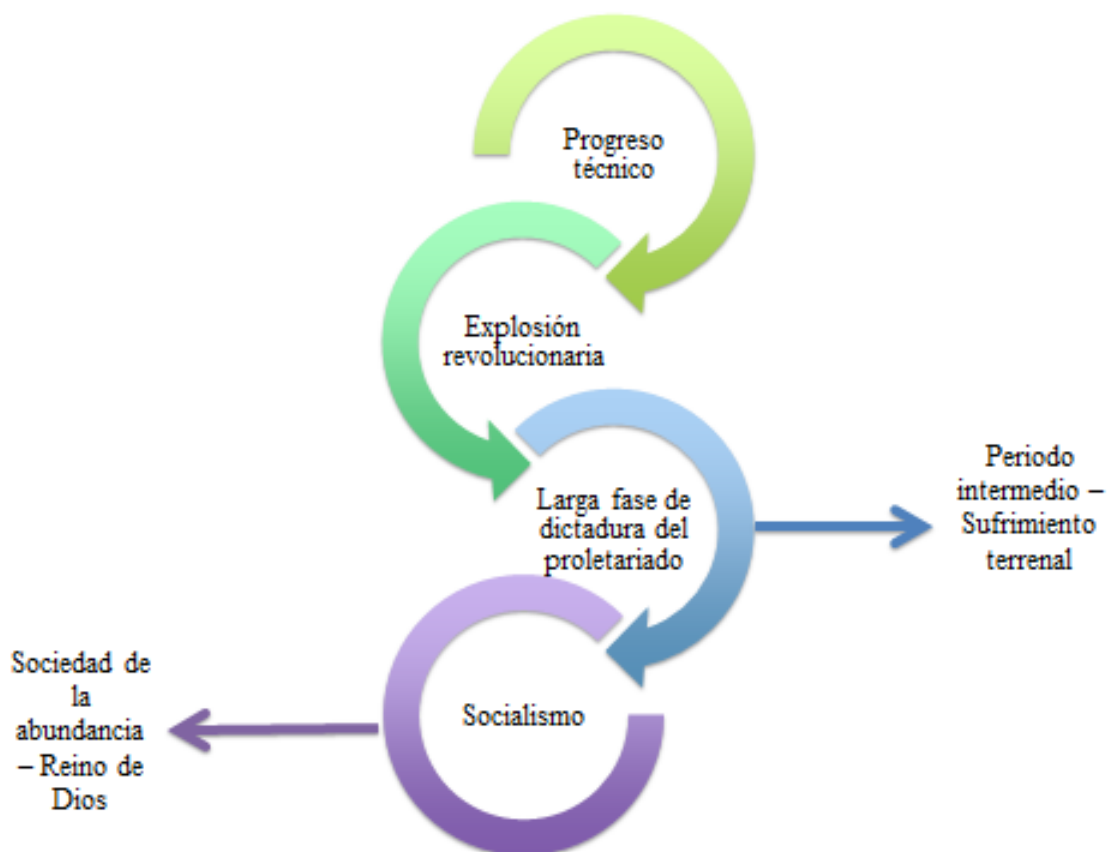 Progreso
técnico
Explosión
revolucionaria
Larga fase de
dictadura del
proletariado
Periodo
intermedio –
Sufrimiento
terrenal
Socialismo
Sociedad de
la
abundancia
– Reino de
Dios